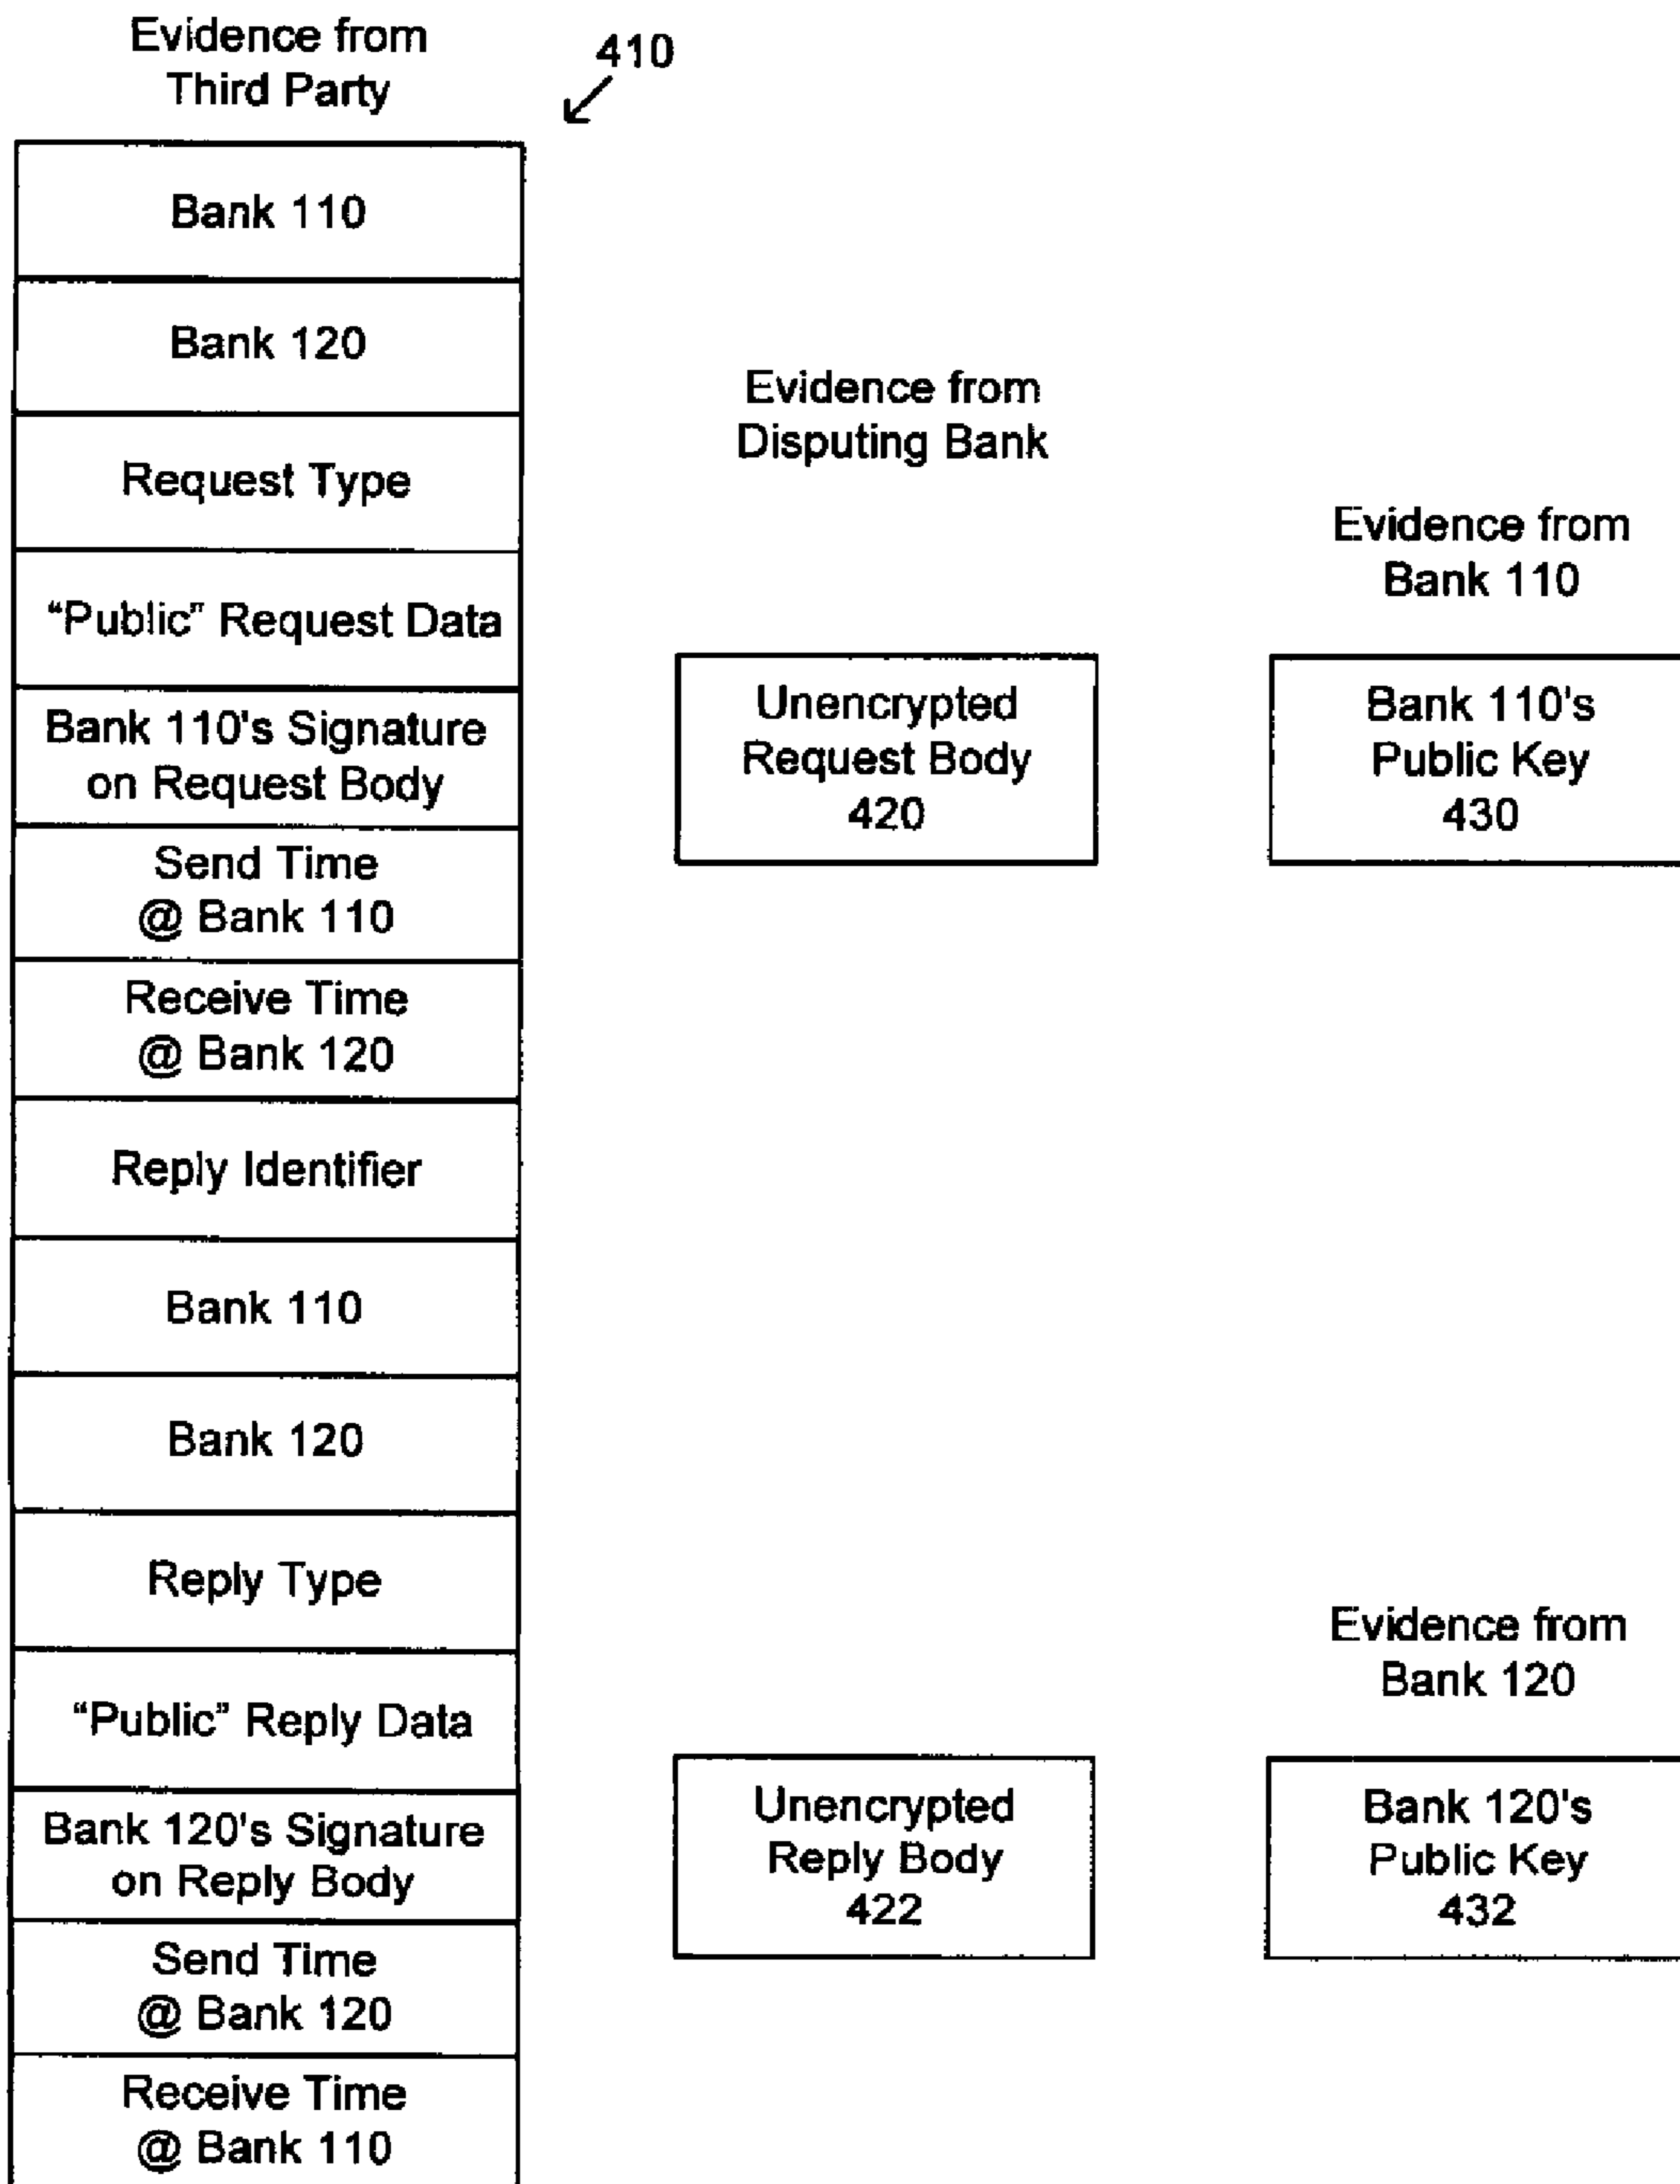 Evidence from
Third Party
410
Bank 110
Bank 120
Request Type
“Public” Request Data
Bank 110's Signature
on Request Body
Send Time
@ Bank 110
Receive Time
@ Bank 120
Reply Identifier
Bank 110
Bank 120
Reply Type
“Public” Reply Data
Bank 120's Signature
on Reply Body
Send Time
@ Bank 120
Receive Time
@ Bank 110
Evidence from
Disputing Bank
Unencrypted
Request Body
420
Unencrypted
Reply Body
422
Evidence from
Bank 110
Bank 110's
Public Key
430
Evidence from
Bank 120
Bank 120's
Public Key
432